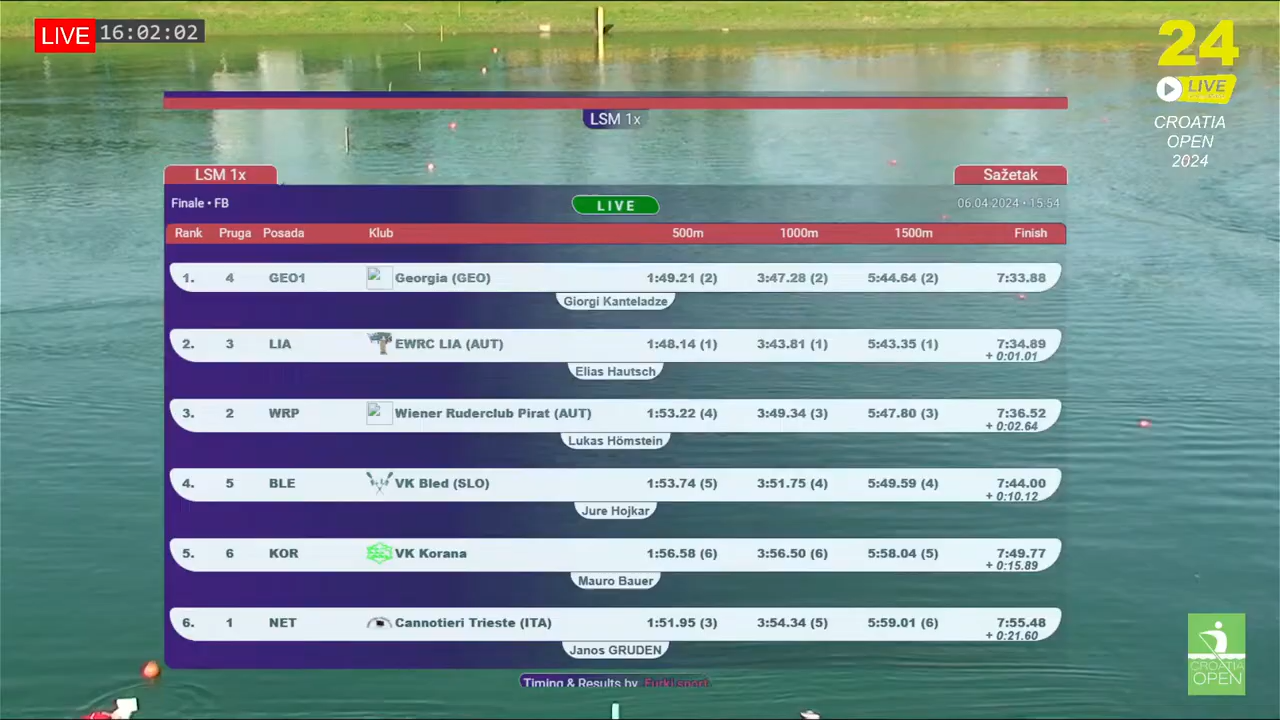 LIVE 16:02:02
24
LIVE
CROATIA
OPEN
2024
LSM 1x
LSM 1x Sažetak
Finale • FB LIVE 06.04.2024 • 15:54
Rank Pruga Posada Klub 500m 1000m 1500m Finish
1. 4 GEO1 Georgia (GEO) 1:49.21 (2) 3:47.28 (2) 5:44.64 (2) 7:33.88
Giorgi Kanteladze
2. 3 LIA EWRC LIA (AUT) 1:48.14 (1) 3:43.81 (1) 5:43.35 (1) 7:34.89
+ 0:01.01
Elias Hautsch
3. 2 WRP Wiener Ruderclub Pirat (AUT) 1:53.22 (4) 3:49.34 (3) 5:47.80 (3) 7:36.52
+ 0:02.64
Lukas Hömstein
4. 5 BLE VK Bled (SLO) 1:53.74 (5) 3:51.75 (4) 5:49.59 (4) 7:44.00
+ 0:10.12
Jure Hojkar
5. 6 KOR VK Korana 1:56.58 (6) 3:56.50 (6) 5:58.04 (5) 7:49.77
+ 0:15.89
Mauro Bauer
6. 1 NET Cannotieri Trieste (ITA) 1:51.95 (3) 3:54.34 (5) 5:59.01 (6) 7:55.48
+ 0:21.60
Janos GRUDEN
Timing & Results by
CROATIA
OPEN